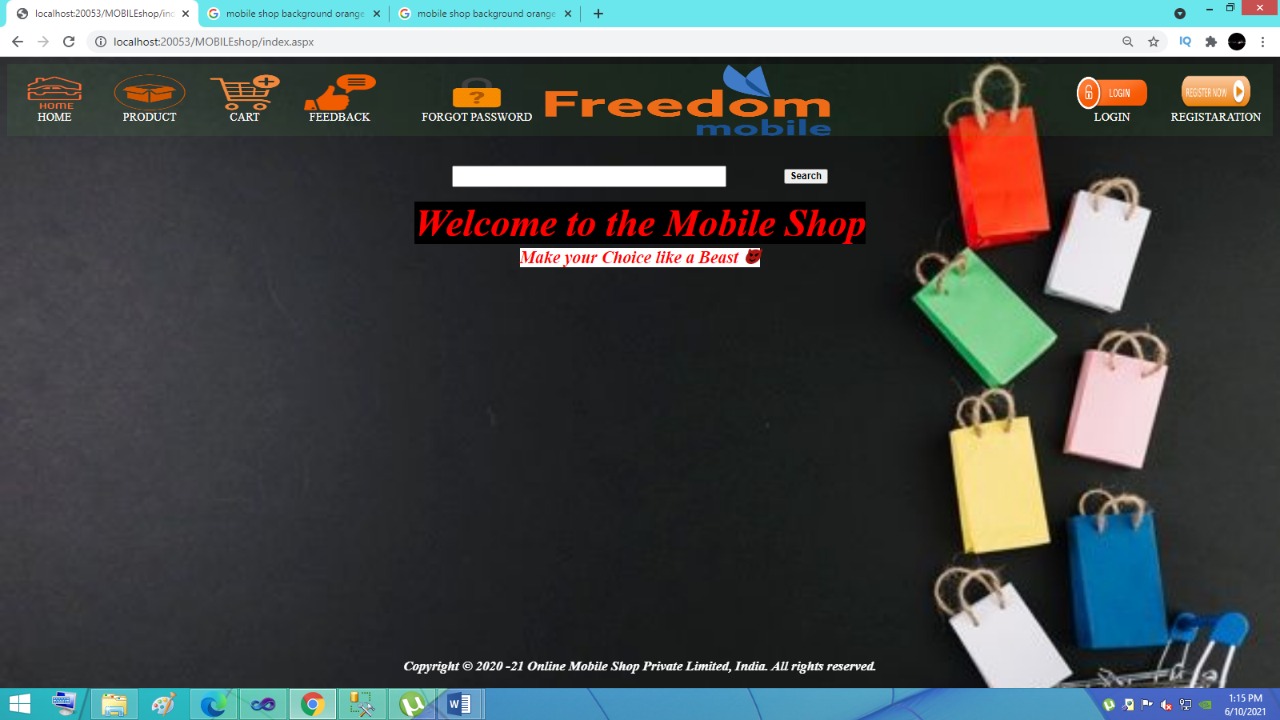 localhost:20053/MOBILEshop/ind
mobile shop background orange
mobile shop background orange
localhost:20053/MOBILEshop/index.aspx
IQ
HOME
HOME
PRODUCT
CART
FEEDBACK
?
FORGOT PASSWORD
Freedom
mobile
LOGIN
LOGIN
REGISTER NOW
REGISTARATION
Search
Welcome to the Mobile Shop
Make your Choice like a Beast 😈
Copyright © 2020 -21 Online Mobile Shop Private Limited, India. All rights reserved.
1:15 PM
6/10/2021